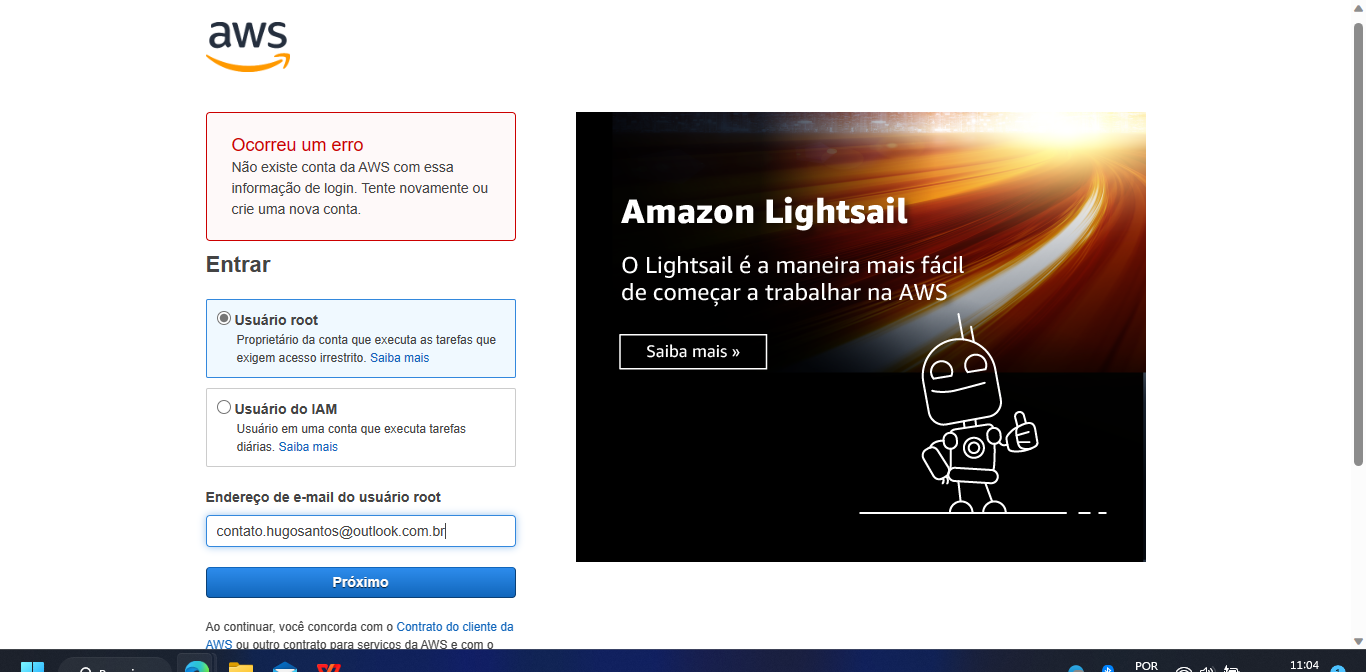 aws
Ocorreu um erro
Não existe conta da AWS com essa
informação de login. Tente novamente ou
crie uma nova conta.
Entrar
Usuário root
Proprietário da conta que executa as tarefas que
exigem acesso irrestrito. Saiba mais
Usuário do IAM
Usuário em uma conta que executa tarefas
diárias. Saiba mais
Endereço de e-mail do usuário root
contato.hugosantos@outlook.com.br
Próximo
Ao continuar, você concorda com o Contrato do cliente da
AWS ou outro contrato para serviços da AWS e com o
Amazon Lightsail
O Lightsail é a maneira mais fácil
de começar a trabalhar na AWS
Saiba mais »
POR
11:04